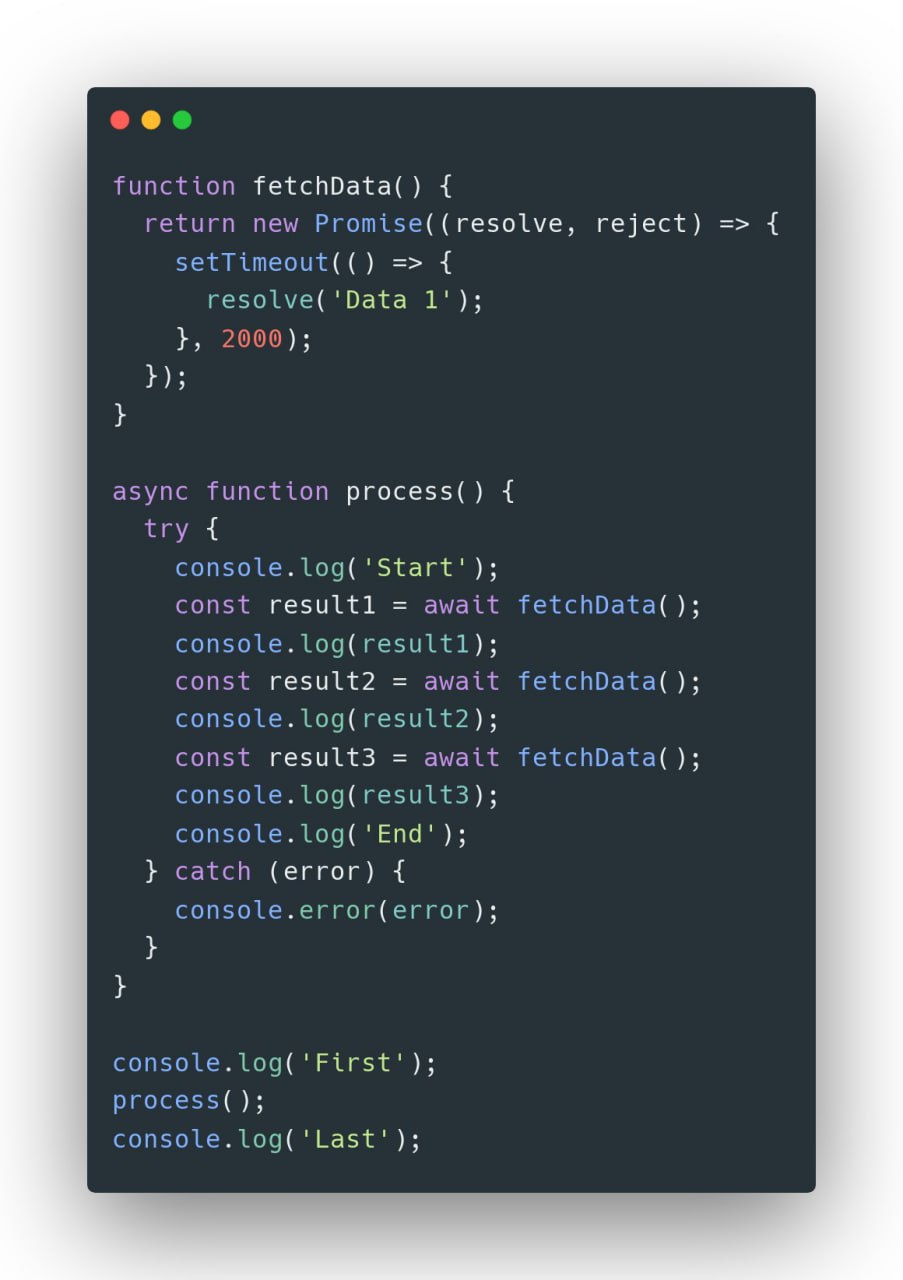 function fetchData() {
  return new Promise((resolve, reject) => {
    setTimeout(() => {
      resolve('Data 1');
    }, 2000);
  });
}

async function process() {
  try {
    console.log('Start');
    const result1 = await fetchData();
    console.log(result1);
    const result2 = await fetchData();
    console.log(result2);
    const result3 = await fetchData();
    console.log(result3);
    console.log('End');
  } catch (error) {
    console.error(error);
  }
}

console.log('First');
process();
console.log('Last');